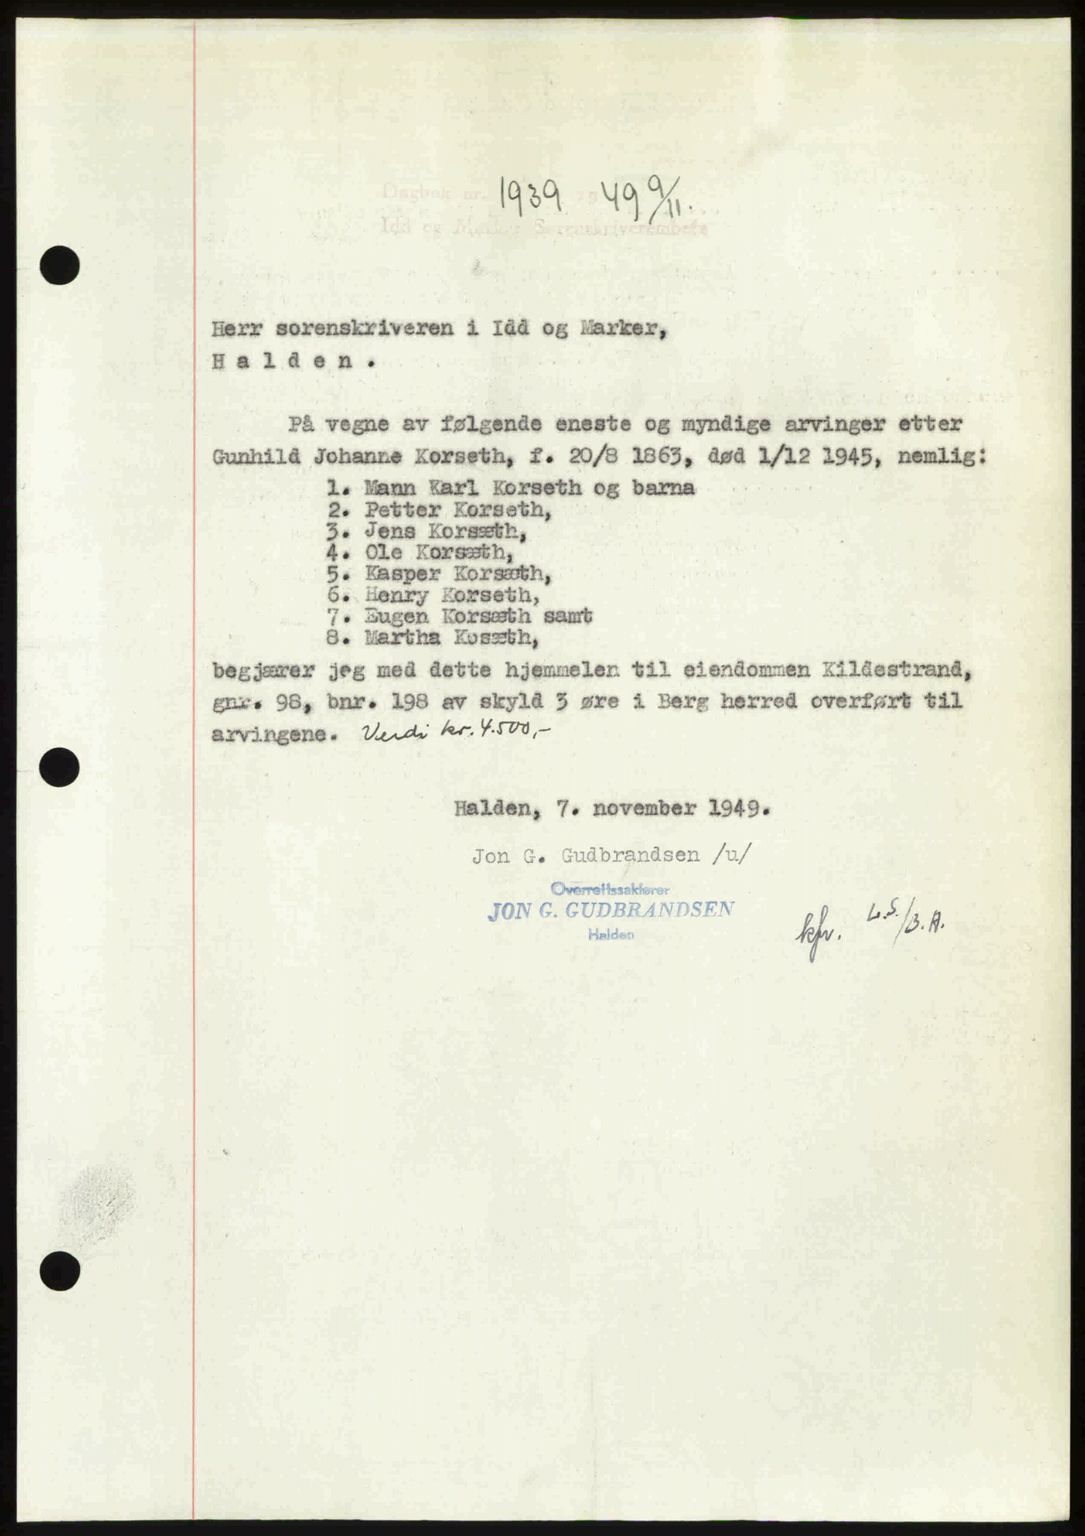 Dagbok nr. 1939 1949 9/11.
Idd og Marker Sorenskriverembete
Herr sorenskriveren i Idd og Marker,
H a l d e n .
På vegne av følgende eneste og myndige arvinger etter
Gunhild Johanne Korseth, f. 20/8 1863, død 1/12 1945, nemlig:
1. Mann Karl Korseth og barna
2. Petter Korseth,
3. Jens Korsæth,
4. Ole Korsæth,
5. Kasper Korsæth,
6. Henry Korseth,
7. Eugen Korsæth samt
8. Martha Kosæth,
begjærer jeg med dette hjemmelen til eiendommen Kildestrand,
gnr. 98, bnr. 198 av skyld 3 øre i Berg herred overført til
arvingene. Verdi kr. 4.500,-
Halden, 7. november 1949.
Jon G. Gudbrandsen /u/
Overrettssakfører
JON G. GUDBRANDSEN
Halden
kfr. L.S./B.A.